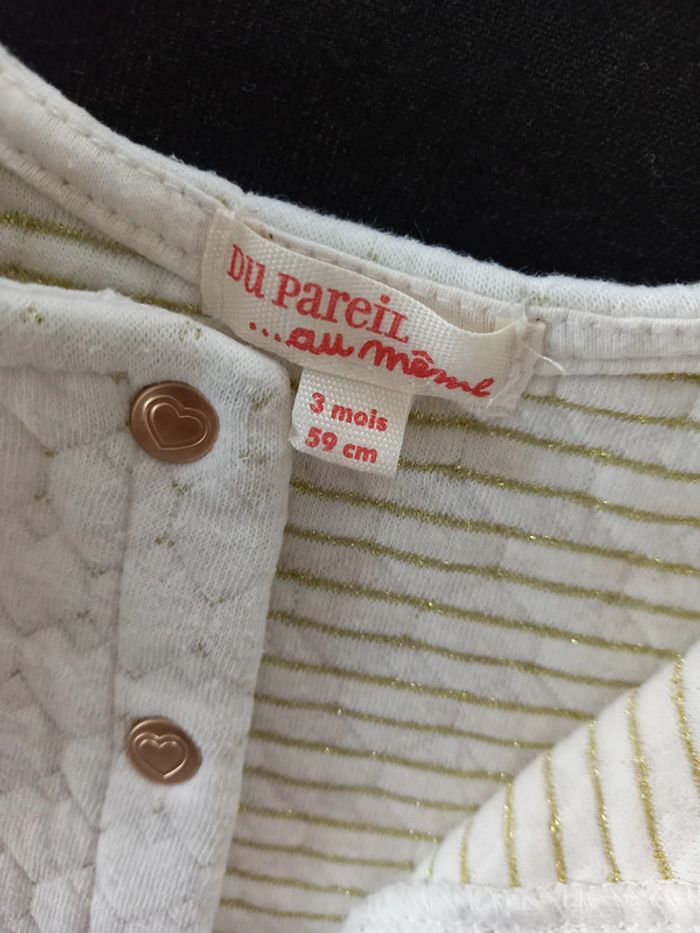 DU PAREIL
...au même
3 mois
59 cm